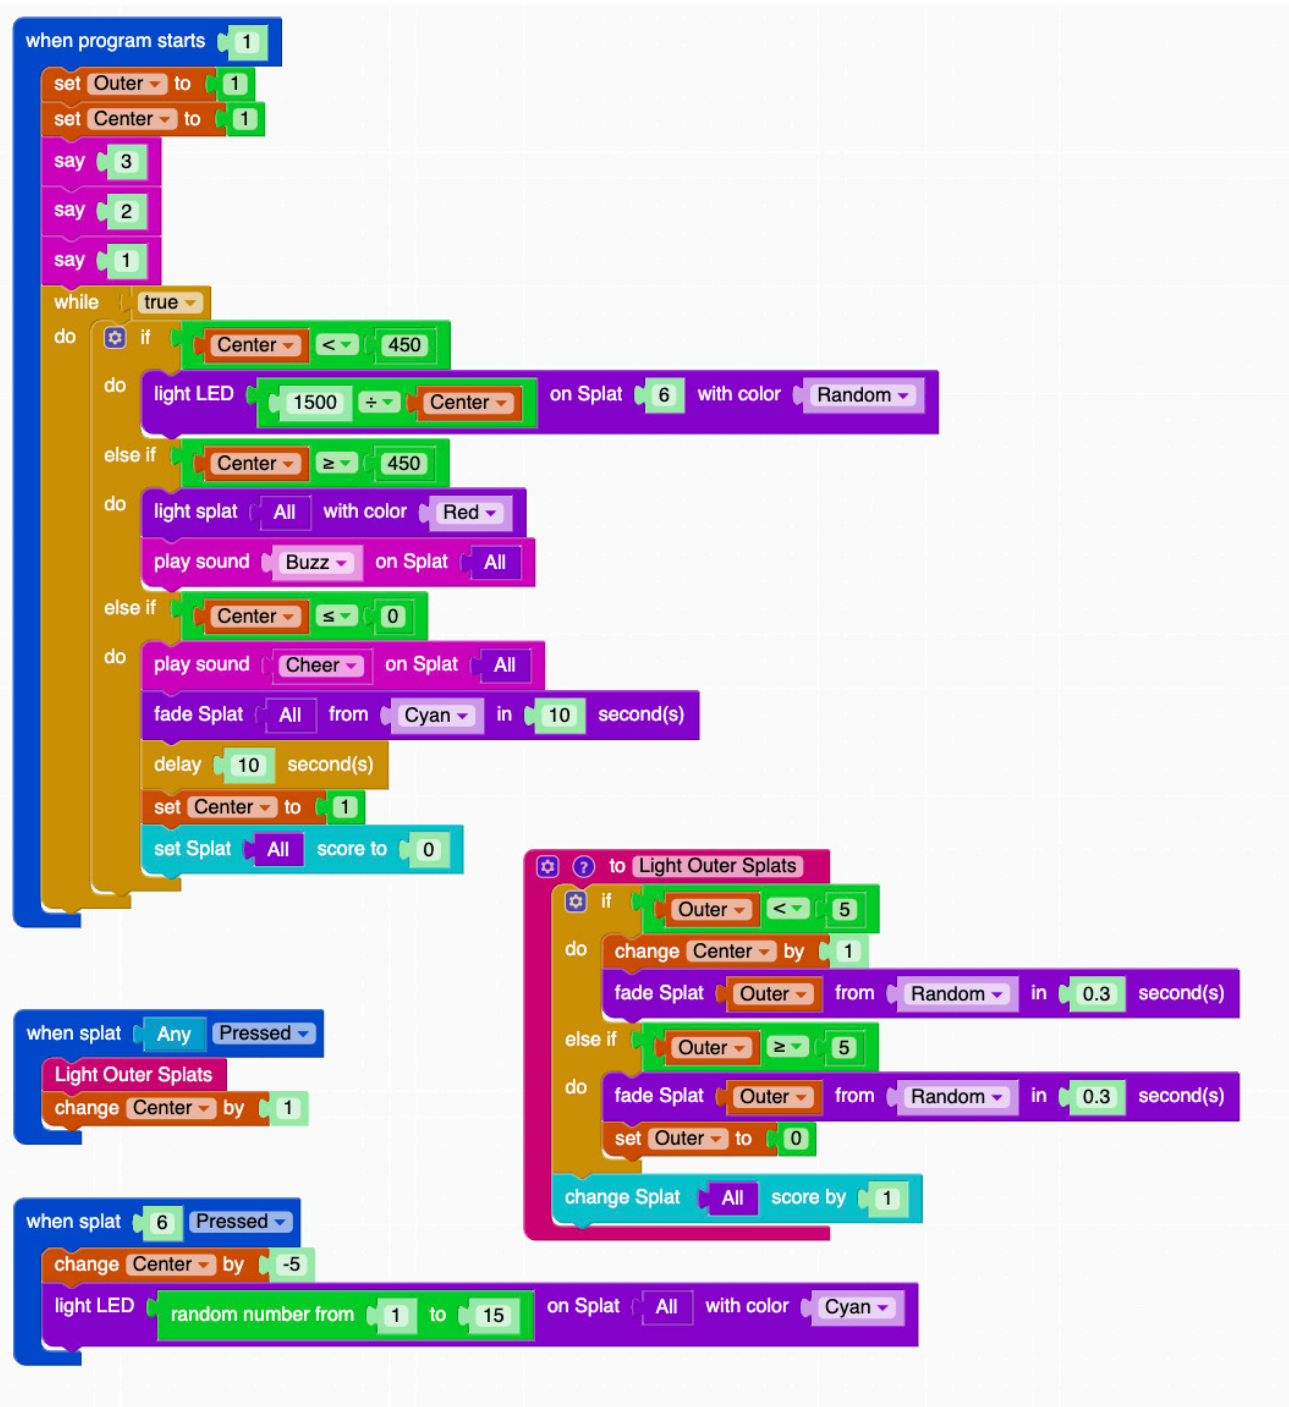 when program starts 1
set Outer to 1
set Center to 1
say 3
say 2
say 1
while true
do if Center < 450
do light LED 1500 ÷ Center on Splat 6 with color Random
else if Center ≥ 450
do light splat All with color Red
play sound Buzz on Splat All
else if Center ≤ 0
do play sound Cheer on Splat All
fade Splat All from Cyan in 10 second(s)
delay 10 second(s)
set Center to 1
set Splat All score to 0
when splat Any Pressed
Light Outer Splats
change Center by 1
when splat 6 Pressed
change Center by -5
light LED random number from 1 to 15 on Splat All with color Cyan
? to Light Outer Splats
if Outer < 5
do change Center by 1
fade Splat Outer from Random in 0.3 second(s)
else if Outer ≥ 5
do fade Splat Outer from Random in 0.3 second(s)
set Outer to 0
change Splat All score by 1